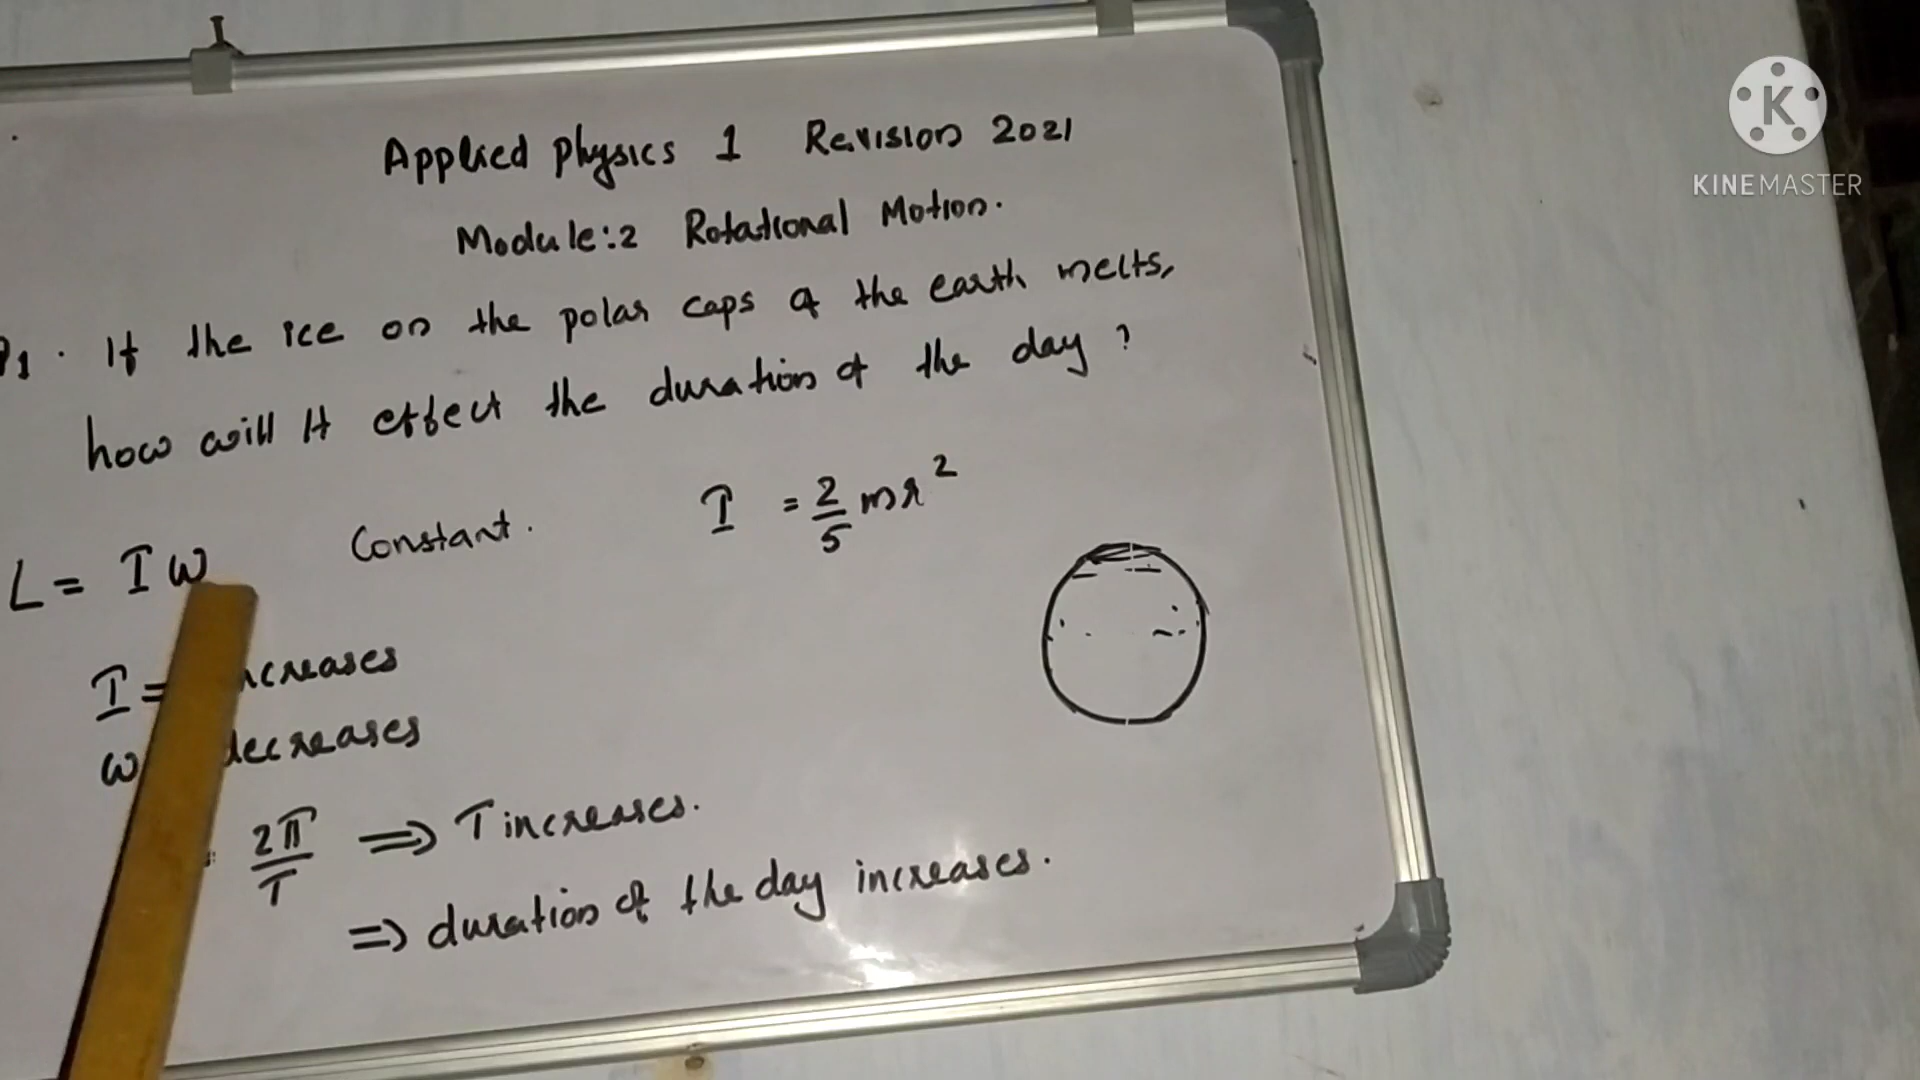 Applied Physics 1 Revision 2021
Module:2 Rotational Motion.
1. If the ice on the polar caps of the earth melts,
how will it effect the duration of the day?
L = Iω Constant. I = 2/5 mr²
I = increases
ω decreases
2π/T ⇒ T increases.
⇒ duration of the day increases.
K
KINEMASTER